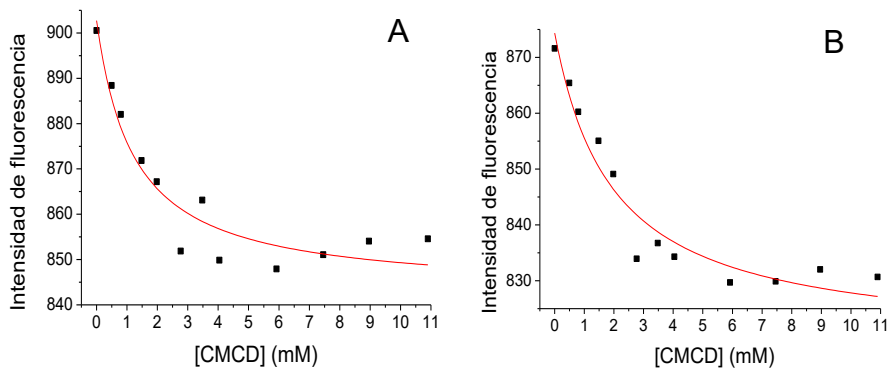 A
Intensidad de fluorescencia
900
890
880
870
860
850
840
0 1 2 3 4 5 6 7 8 9 10 11
[CMCD] (mM)
B
Intensidad de fluorescencia
870
860
850
840
830
0 1 2 3 4 5 6 7 8 9 10 11
[CMCD] (mM)